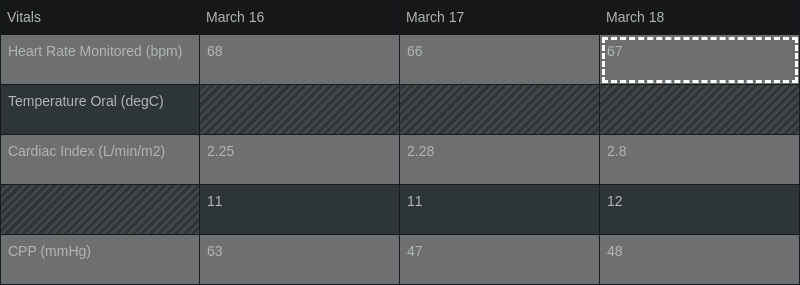 Vitals March 16 March 17 March 18
Heart Rate Monitored (bpm) 68 66 67
Temperature Oral (degC)
Cardiac Index (L/min/m2) 2.25 2.28 2.8
11 11 12
CPP (mmHg) 63 47 48